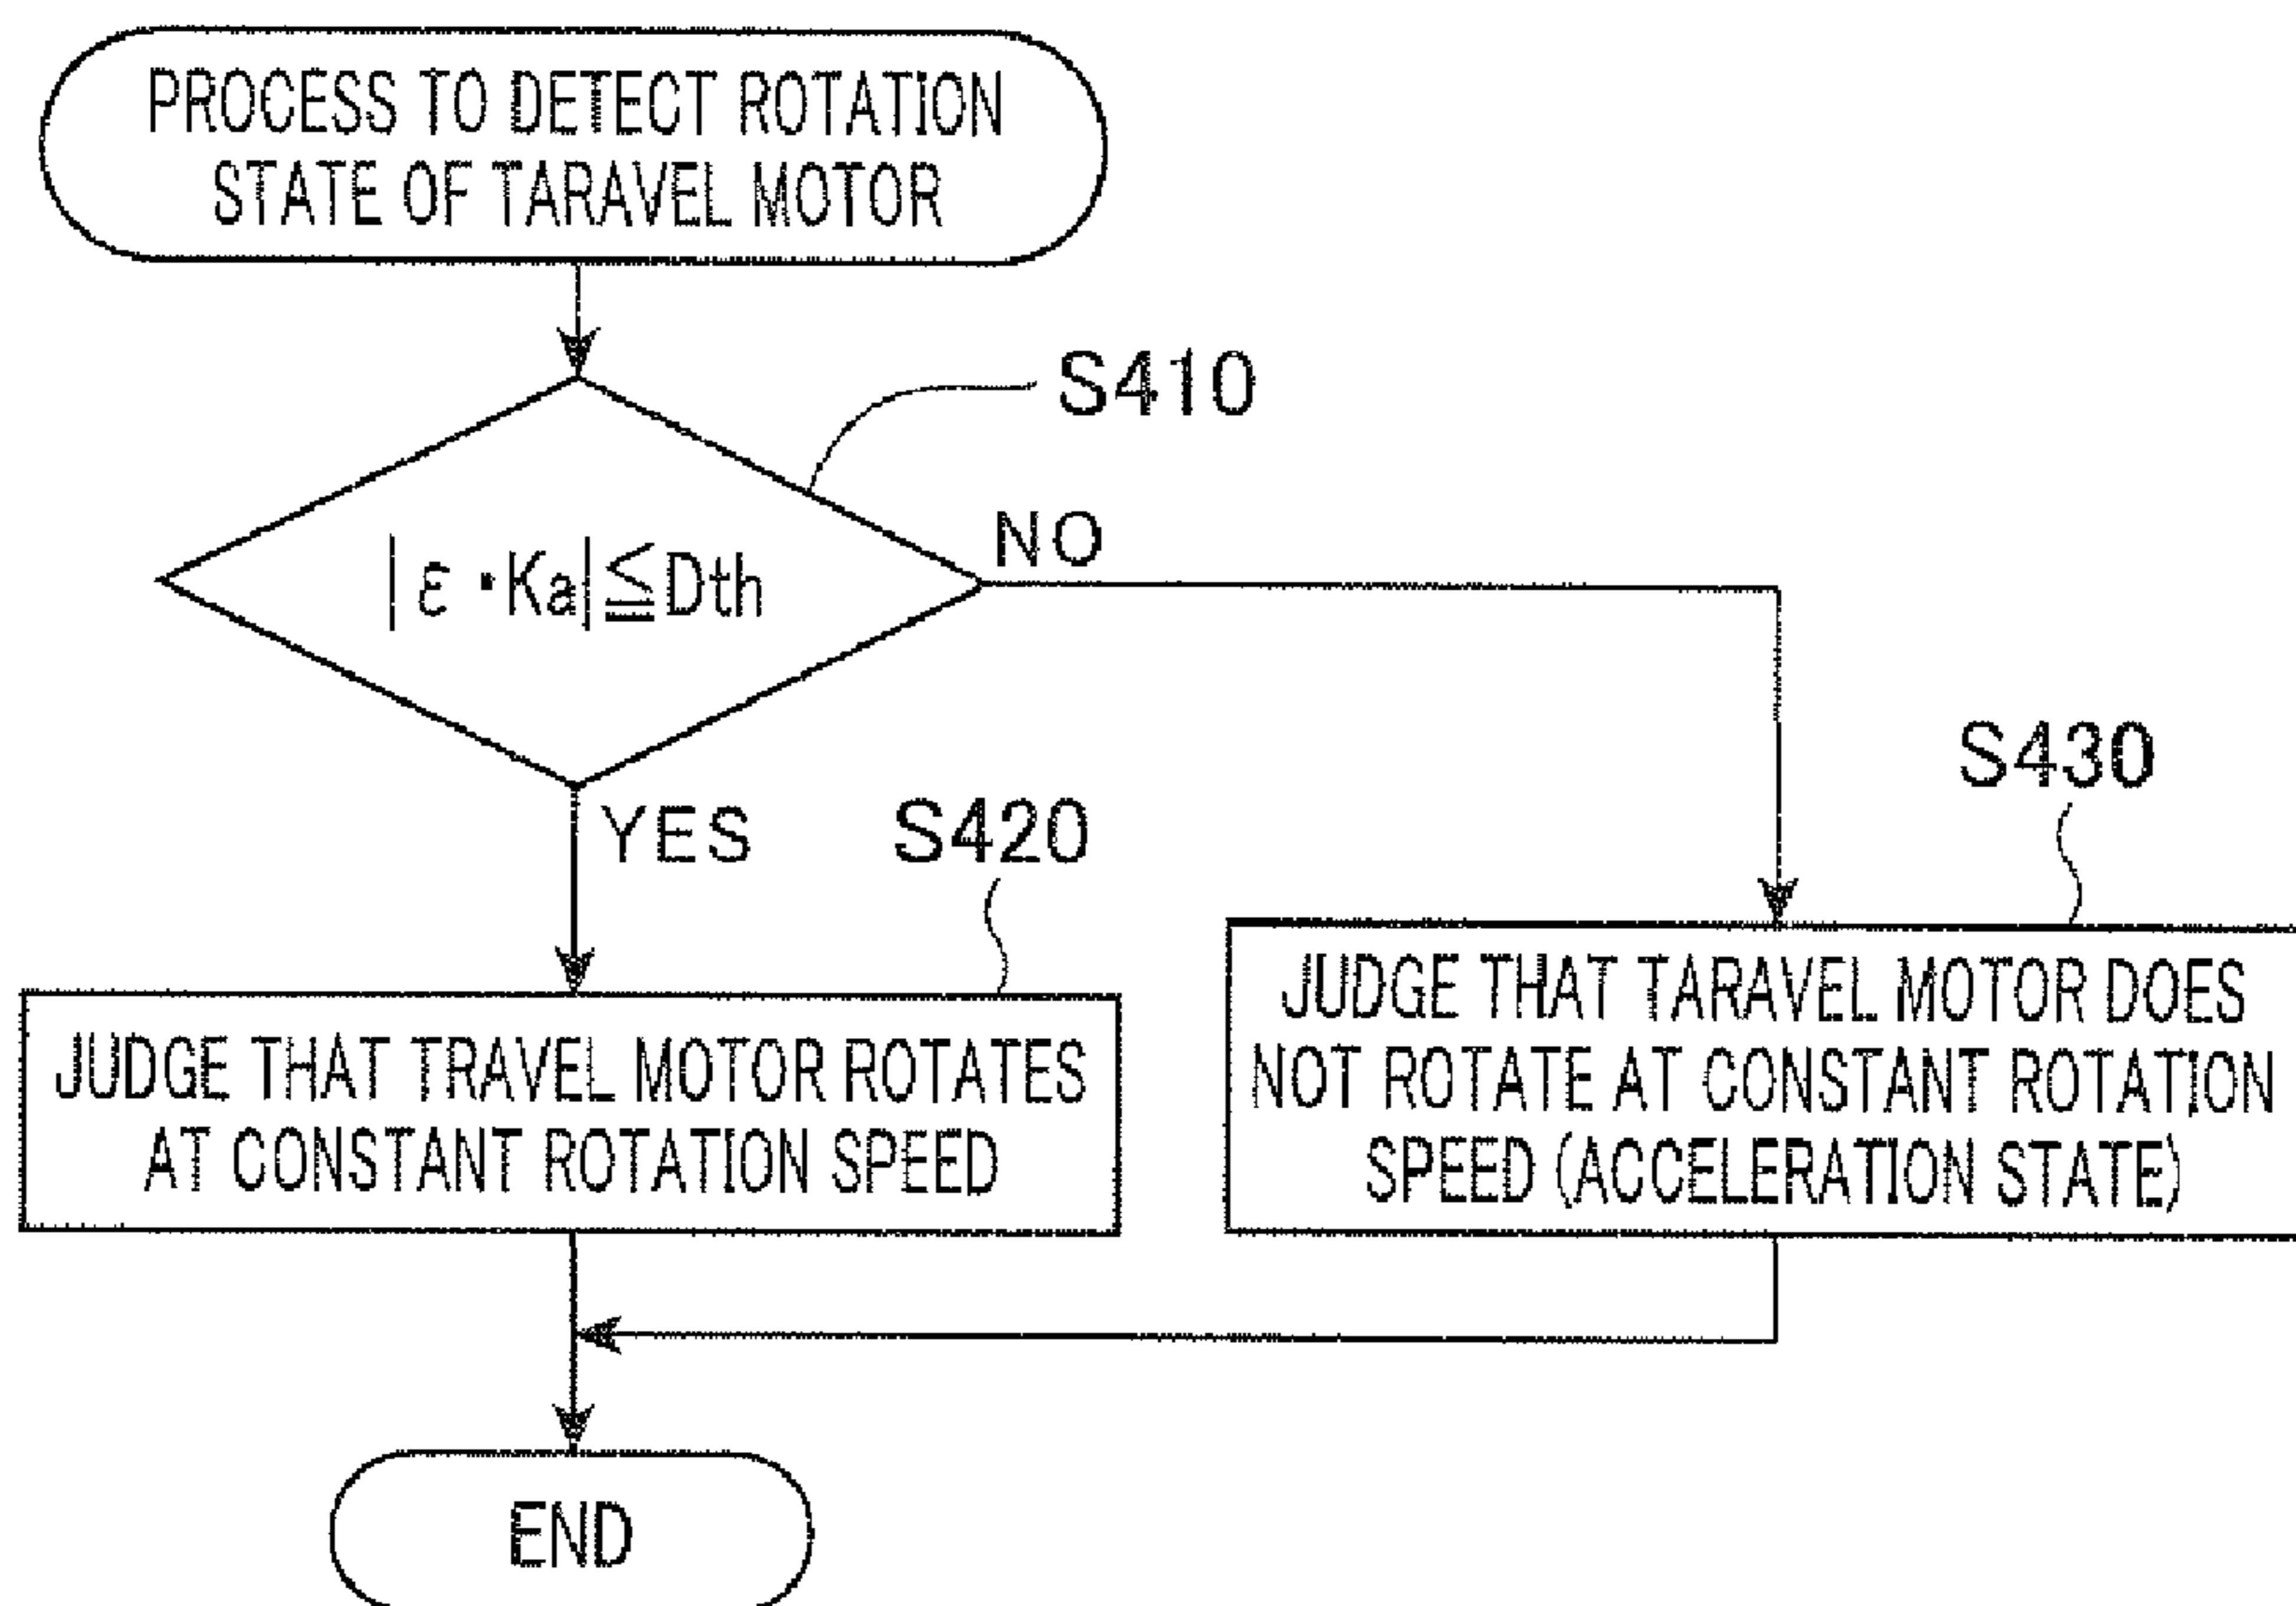 PROCESS TO DETECT ROTATION
STATE OF TARAVEL MOTOR
S410
|ε・Ka|≦Dth
NO
YES
S420
S430
JUDGE THAT TRAVEL MOTOR ROTATES
AT CONSTANT ROTATION SPEED
JUDGE THAT TARAVEL MOTOR DOES
NOT ROTATE AT CONSTANT ROTATION
SPEED (ACCELERATION STATE)
END